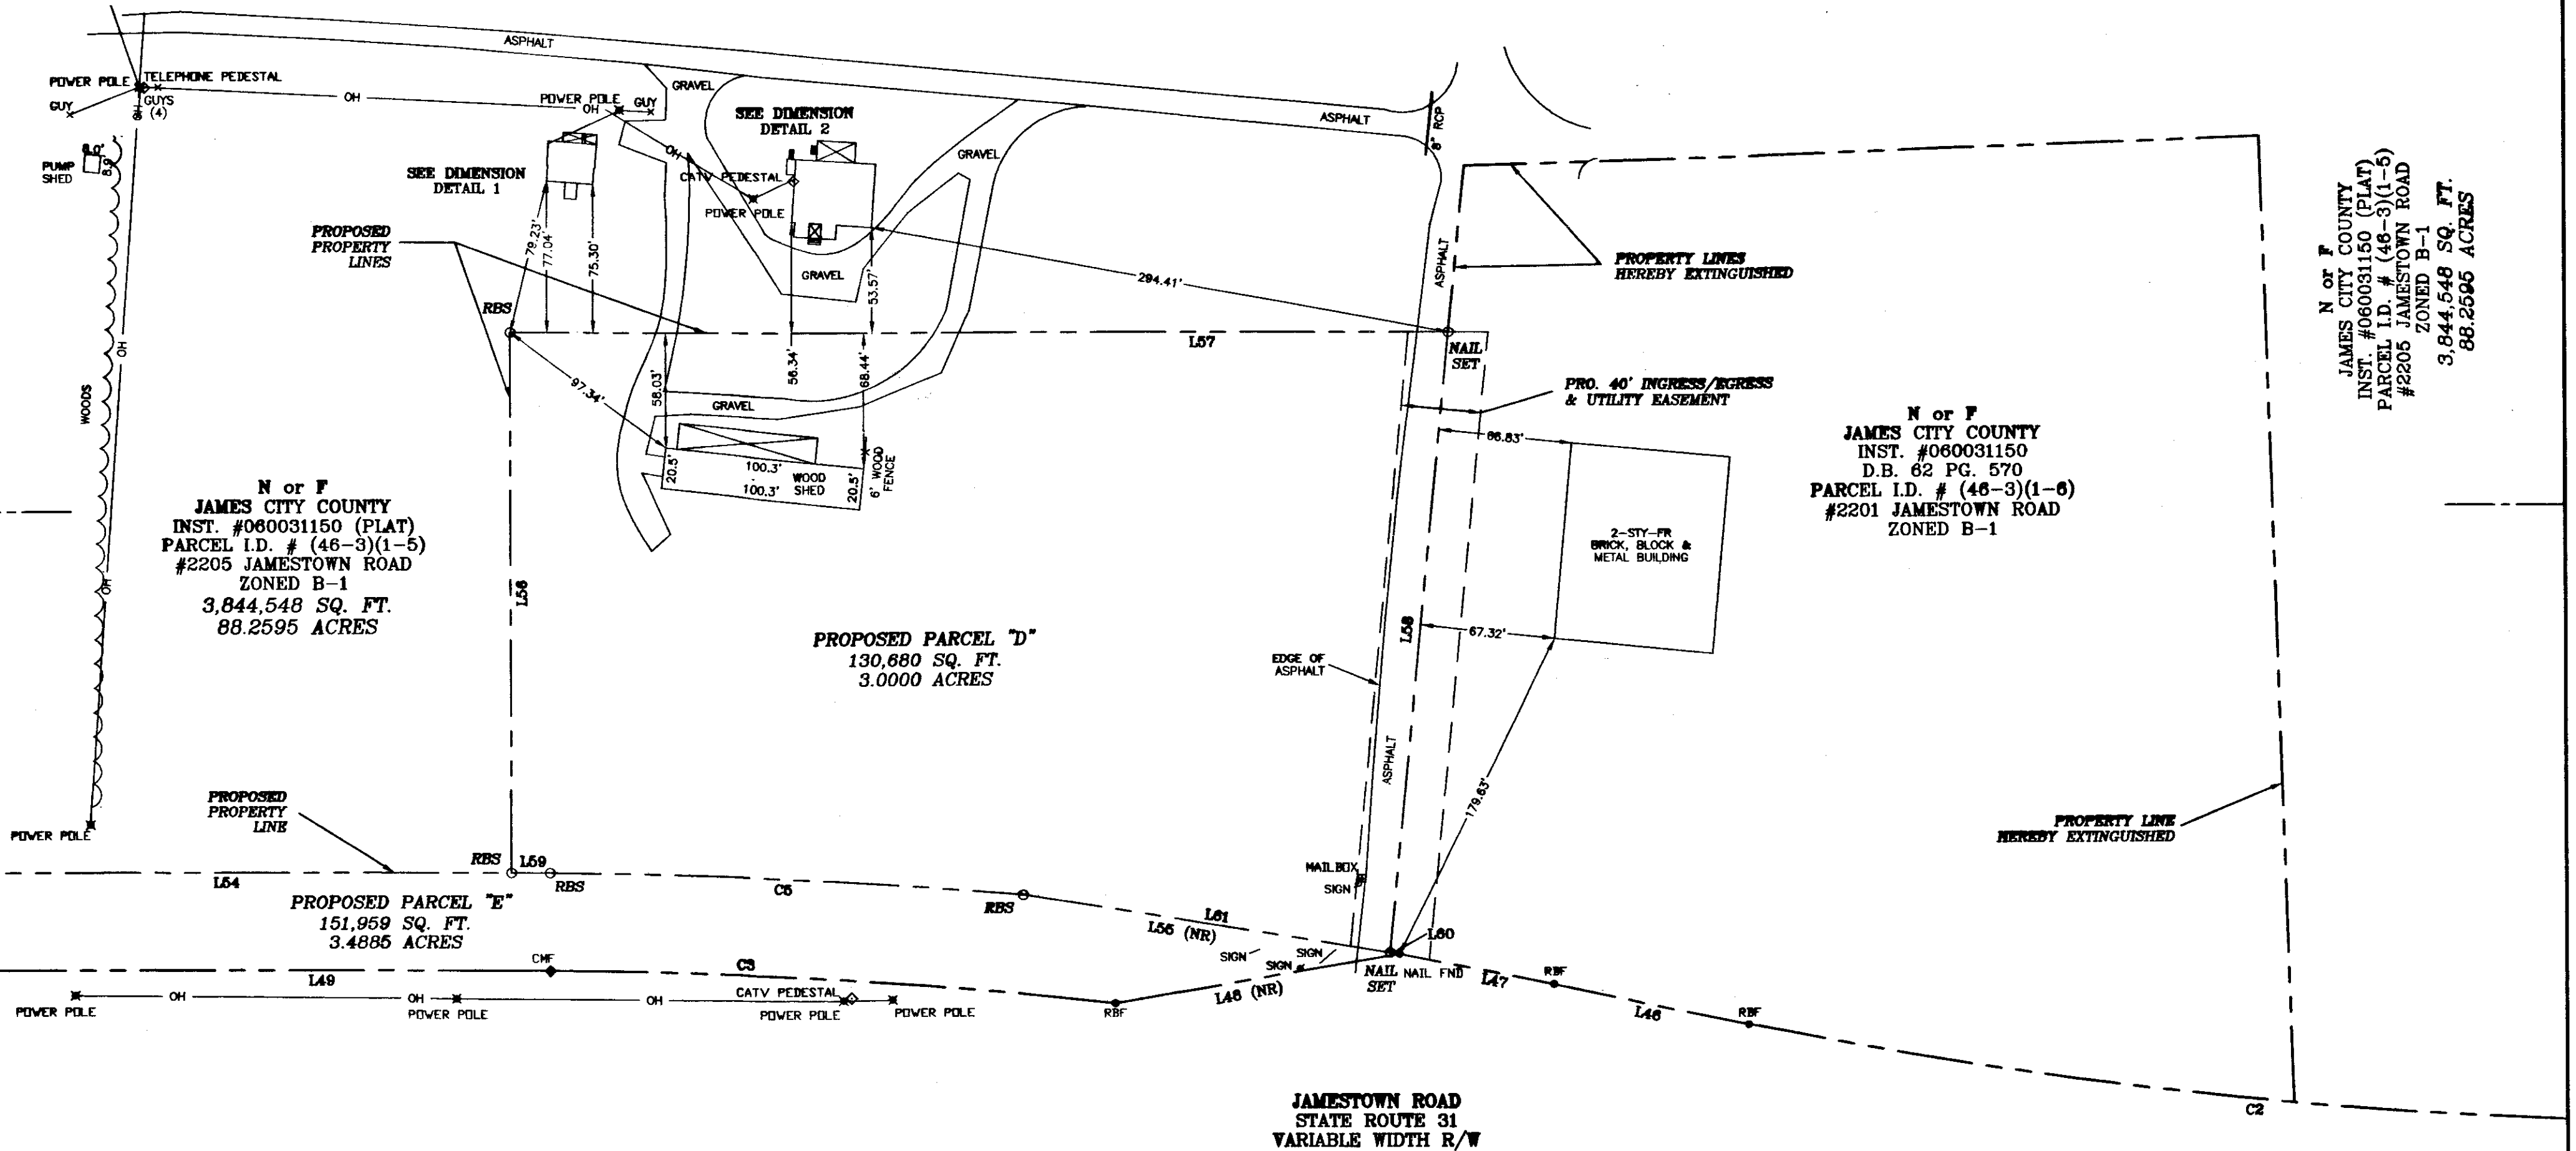 ASPHALT
POWER POLE
TELEPHONE PEDESTAL
GUY
GUYS
(4)
OH
OH
POWER POLE
OH
GUY
GRAVEL
SEE DIMENSION
DETAIL 2
ASPHALT
8" RCP
8.0'
8.9
PUMP
SHED
SEE DIMENSION
DETAIL 1
OH
CATV PEDESTAL
POWER POLE
GRAVEL
GRAVEL
PROPOSED
PROPERTY
LINES
79.23'
77.04'
75.30'
53.57'
294.41'
ASPHALT
PROPERTY LINES
HEREBY EXTINGUISHED
N or F
JAMES CITY COUNTY
INST. #060031150 (PLAT)
PARCEL I.D. # (46-3)(1-5)
#2205 JAMESTOWN ROAD
ZONED B-1
3,844,548 SQ. FT.
88.2595 ACRES
RBS
OH
L57
NAIL
SET
WOODS
97.34'
58.03'
56.34'
68.44'
GRAVEL
PRO. 40' INGRESS/EGRESS
& UTILITY EASEMENT
66.83'
N or F
JAMES CITY COUNTY
INST. #060031150
D.B. 62 PG. 570
PARCEL I.D. # (46-3)(1-6)
#2201 JAMESTOWN ROAD
ZONED B-1
20.5'
100.3'
100.3'
WOOD
SHED
20.5'
6' WOOD
FENCE
N or F
JAMES CITY COUNTY
INST. #060031150 (PLAT)
PARCEL I.D. # (46-3)(1-5)
#2205 JAMESTOWN ROAD
ZONED B-1
3,844,548 SQ. FT.
88.2595 ACRES
OH
L56
2-STY-FR
BRICK, BLOCK &
METAL BUILDING
PROPOSED PARCEL "D"
130,680 SQ. FT.
3.0000 ACRES
L58
67.32'
EDGE OF
ASPHALT
ASPHALT
179.63'
PROPOSED
PROPERTY
LINE
POWER POLE
PROPERTY LINE
HEREBY EXTINGUISHED
RBS
L59
RBS
L54
C5
RBS
MAILBOX
SIGN
PROPOSED PARCEL "E"
151,959 SQ. FT.
3.4885 ACRES
L61
L55 (NR)
L60
SIGN
SIGN
SIGN
CMF
C3
L49
NAIL
SET
NAIL FND
L47
RBF
L48 (NR)
OH
OH
OH
CATV PEDESTAL
POWER POLE
POWER POLE
POWER POLE
POWER POLE
RBF
L46
RBF
JAMESTOWN ROAD
STATE ROUTE 31
VARIABLE WIDTH R/W
C2